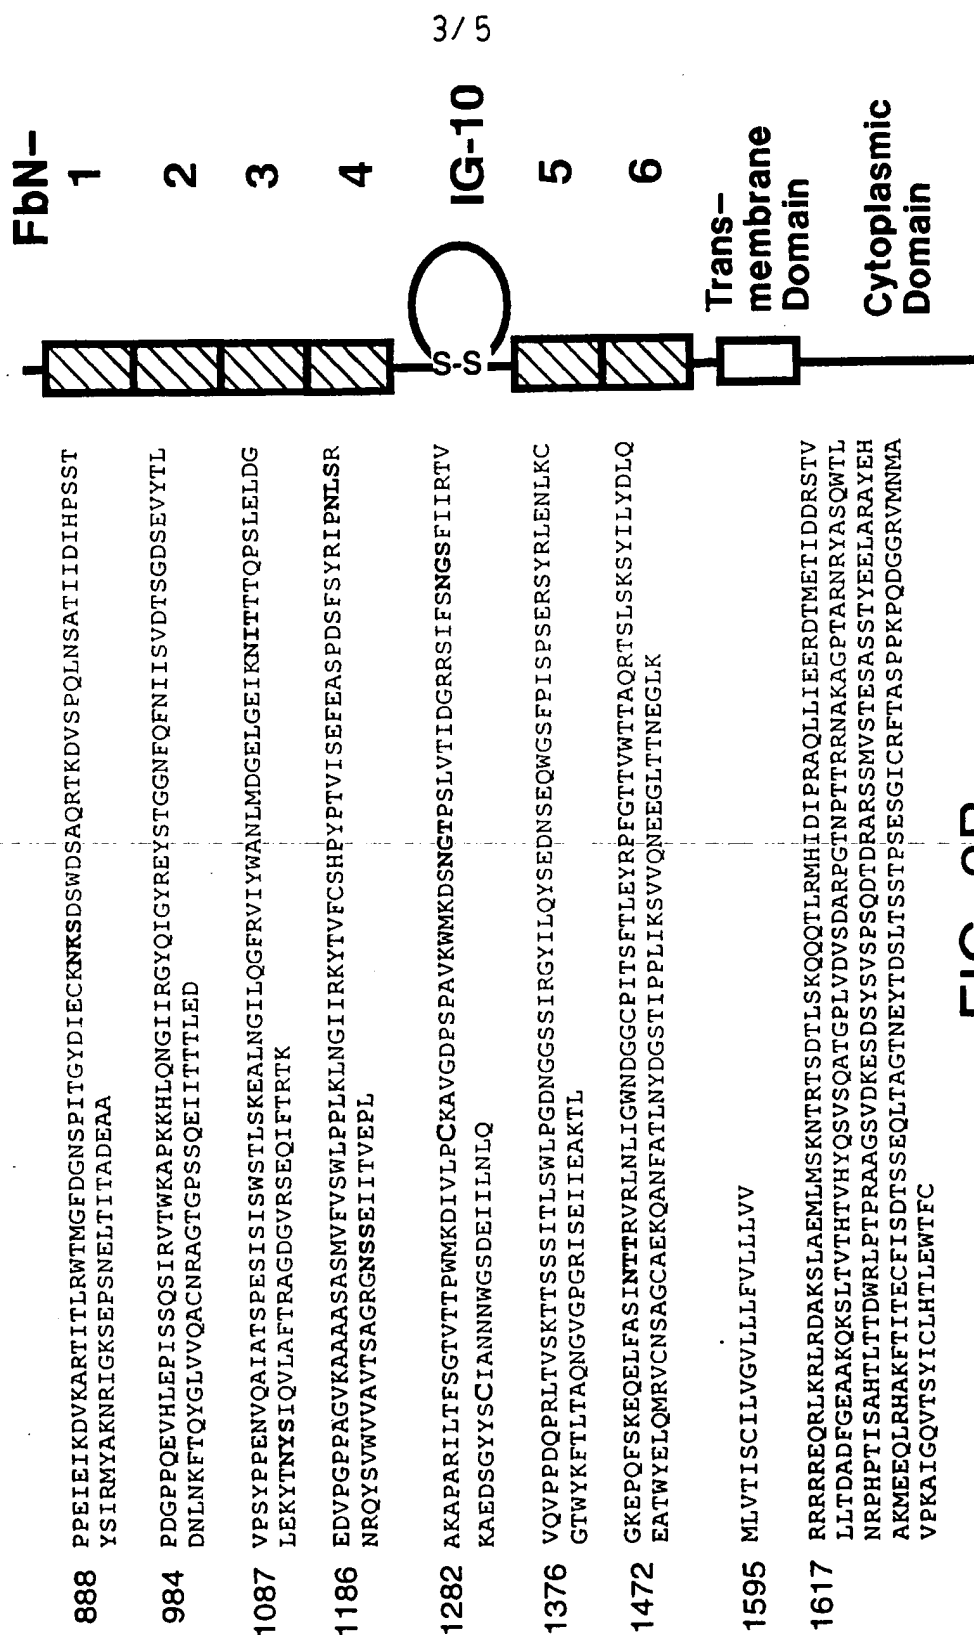 3/5
FbN-
888 PPEIEIKDVKARTITLRWTMGFDGNSPITGYDIECKNKSDSWDSAQRTKDVSPQLNSATIIDIHPSST 1
YSIRMYAKNRIGKSEPSNELTITADEAA
984 PDGPPQEVHLEPISSQSIRVTWKAPKKHLQNGIIRGYQIGYREYSTGGNFQFNIISVDTSGDSEVYTL 2
DNLNKFTQYGLVVQACNRAGTGPSSQEIITTTLED
1087 VPSYPPENVQAIATSPESISISWSTLSKEALNGILQGFRVIYWANLMDGELGEIKNITTTQPSLELDG 3
LEKYTNYSIQVLAFTRAGDGVRSEQIFTRTK
1186 EDVPGPPAGVKAAAASASMVFVSWLPPLKLNGIIRKYTVFCSHPYPTVISEFEASPDSFSYRIPNLSR 4
NRQYSVWVVAVTSAGRGNSSEIITVEPL
1282 AKAPARILTFSGTVTTPWMKDIVLPCKAVGDPSPAVKWMKDSNGTPSLVTIDGRRSIFSNGSFIIRTV S-S IG-10
KAEDSGYYSCIANNNWGSDEIILNLQ
1376 VQVPPDQPRLTVSKTTSSSITLSWLPGDNGGSSIRGYILQYSEDNSEQWGSFPISPSERSYRLENLKC 5
GTWYKFTLTAQNGVGPGRISEIIEAKTL
1472 GKEPQFSKEQELFASINTTRVRLNLIGWNDGGCPITSFTLEYRPFGTTVWTTAQRTSLSKSYILYDLQ 6
EATWYELQMRVCNSAGCAEKQANFATLNYDGSTIPPLIKSVVQNEEGLTTNEGLK
1595 MLVTISCILVGVLLLFVLLLVV Trans-
membrane
Domain
1617 RRRRREQRLKRLRDAKSLAEMLMSKNTRTSDTLSKQQQTLRMHIDIPRAQLLIEERDTMETIDDRSTV Cytoplasmic
LLTDADFGEAAKQKSLTVTHTVHYQSVSQATGPLVDVSDARPGTNPTTRRNAKAGPTARNRYASQWTL Domain
NRPHPTISAHTLTTDWRLPTPRAAGSVDKESDSYSVSPSQDTDRARSSMVSTESASSTYEELARAYEH
AKMEEQLRHAKFTITECFISDTSSEQLTAGTNEYTDSLTSSTPSESGICRFTASPPKPQDGGRVMNMA
VPKAIGQVTSYICLHTLEWTFC